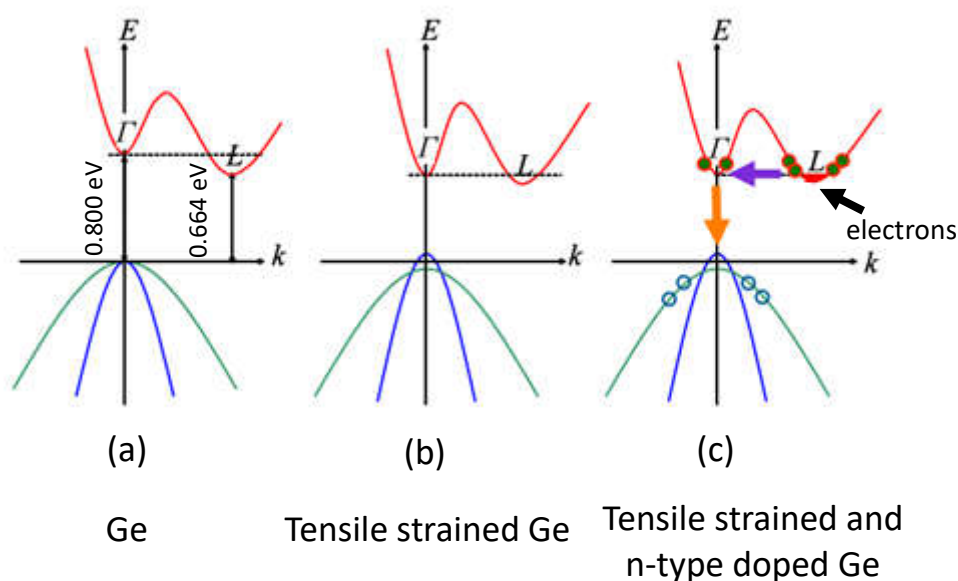 E
Γ
L
0.800 eV
0.664 eV
k
(a)
Ge
E
Γ
L
k
(b)
Tensile strained Ge
E
Γ
L
electrons
k
(c)
Tensile strained and
n-type doped Ge